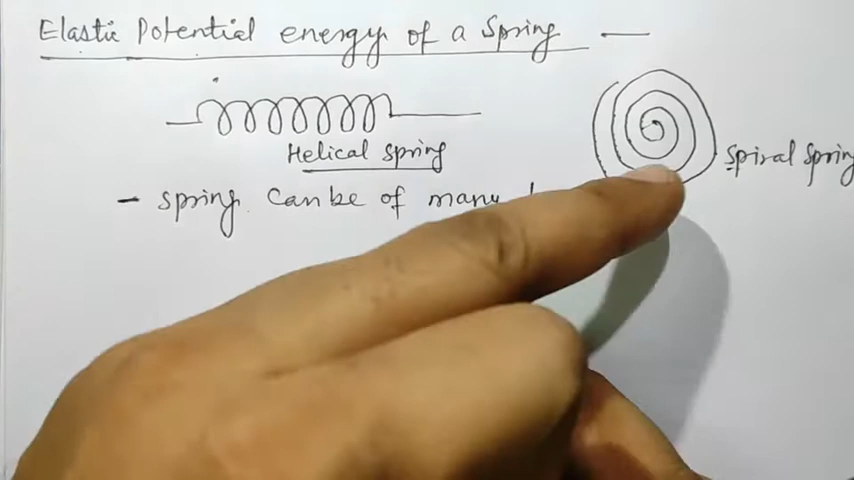 Elastic Potential energy of a Spring —
Helical spring
Spiral Spring
- spring can be of many